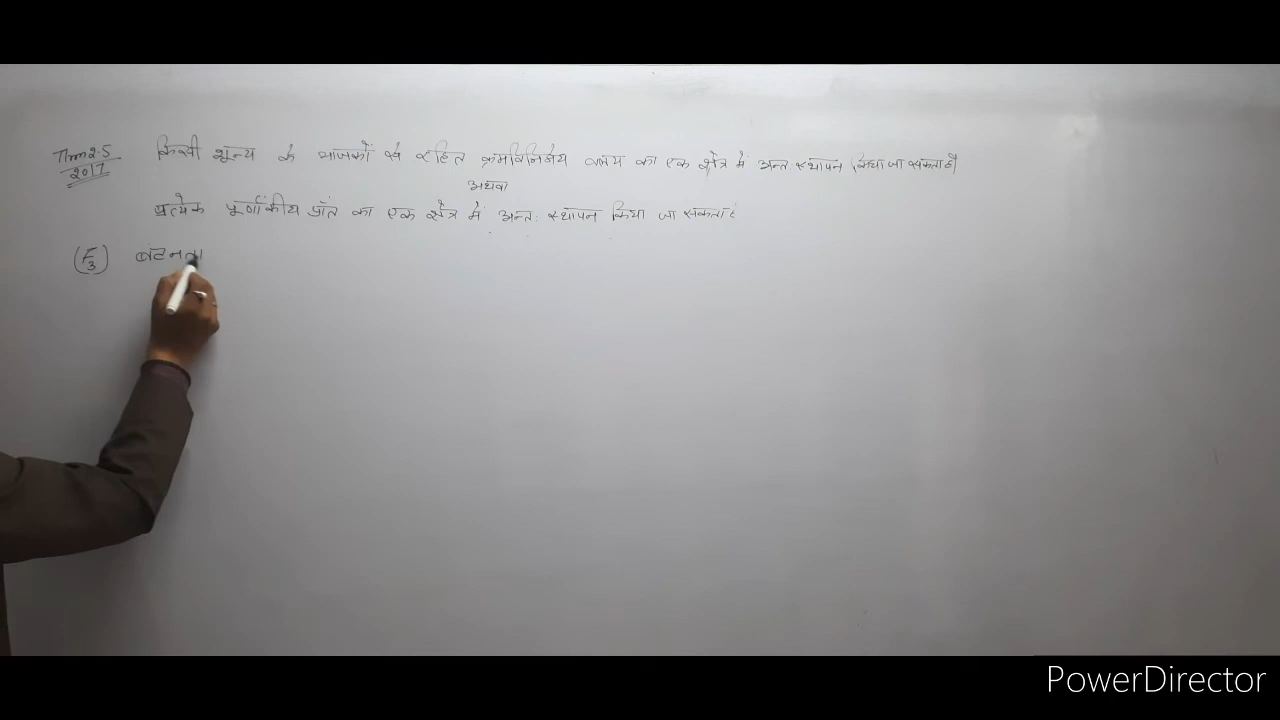 Thm 2.5 किसी शून्य के भाजकों से रहित क्रमविनिमेय वलय का एक क्षेत्र में अन्तः स्थापन किया जा सकता है
2017
अथवा
प्रत्येक पूर्णांकीय प्रांत का एक क्षेत्र में अन्तः स्थापन किया जा सकता है
(F3) बंटनता
PowerDirector